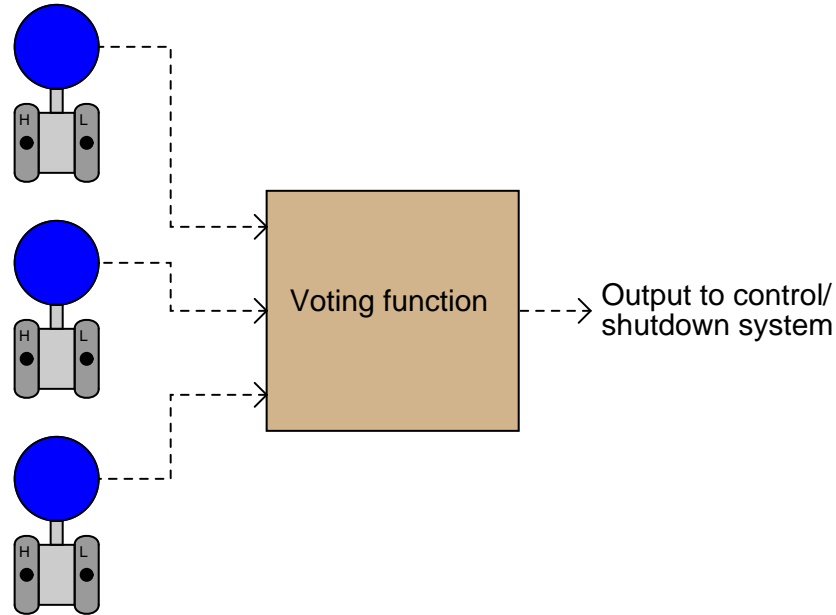 H L
H L
H L
Voting function
Output to control/
shutdown system